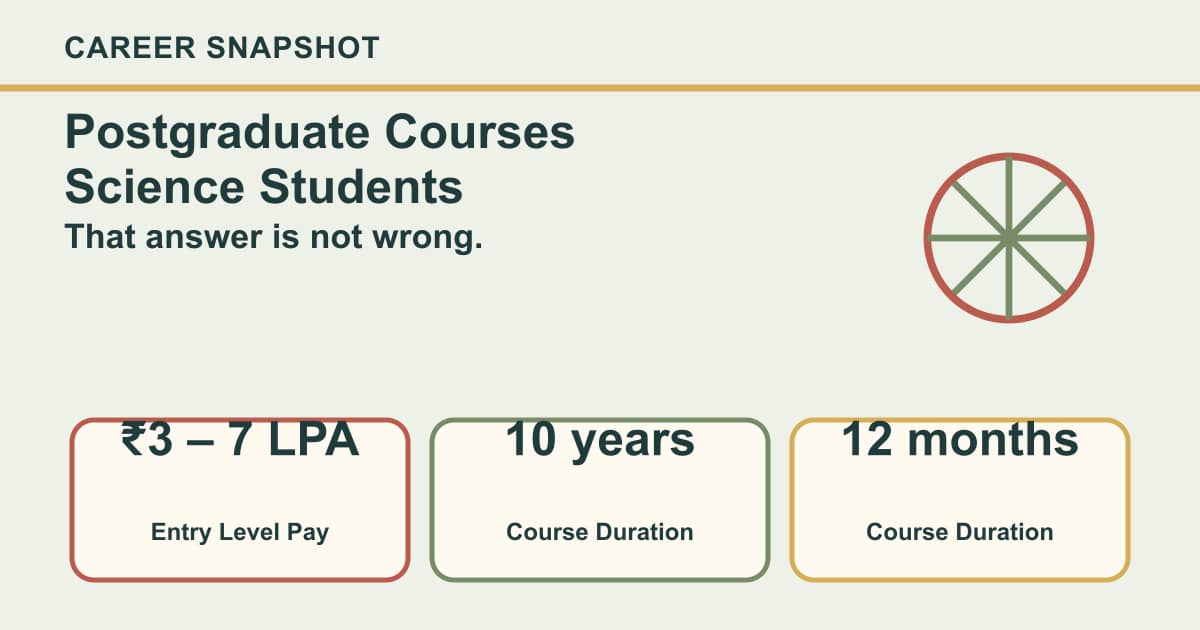 CAREER SNAPSHOT
Postgraduate Courses
Science Students
That answer is not wrong.
₹3 – 7 LPA
Entry Level Pay
10 years
Course Duration
12 months
Course Duration